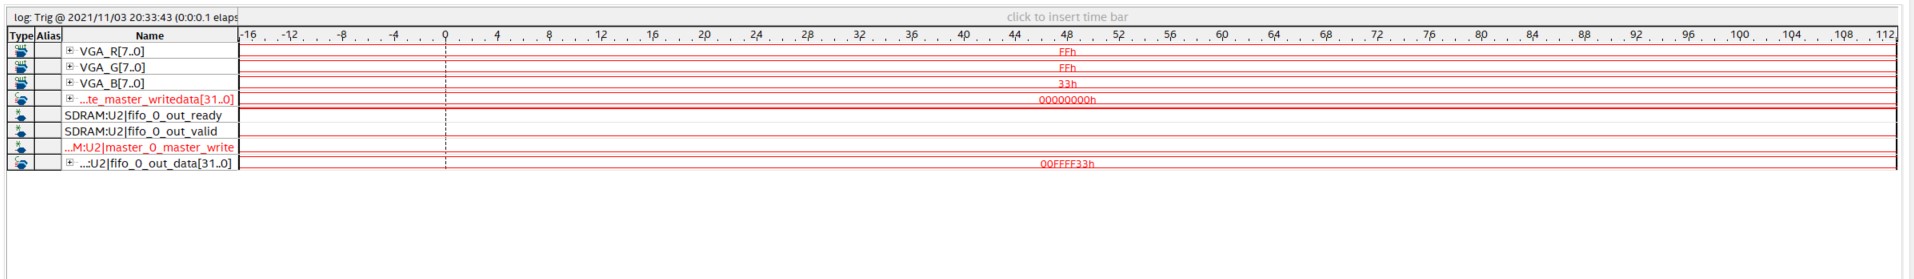 log: Trig @ 2021/11/03 20:33:43 (0:0:0.1 elaps
click to insert time bar
Type Alias Name -16 -12 -8 -4 0 4 8 12 16 20 24 28 32 36 40 44 48 52 56 60 64 68 72 76 80 84 88 92 96 100 104 108 112
VGA_R[7..0] FFh
VGA_G[7..0] FFh
VGA_B[7..0] 33h
...te_master_writedata[31..0] 00000000h
SDRAM:U2|fifo_0_out_ready
SDRAM:U2|fifo_0_out_valid
...M:U2|master_0_master_write
...:U2|fifo_0_out_data[31..0] 00FFFF33h